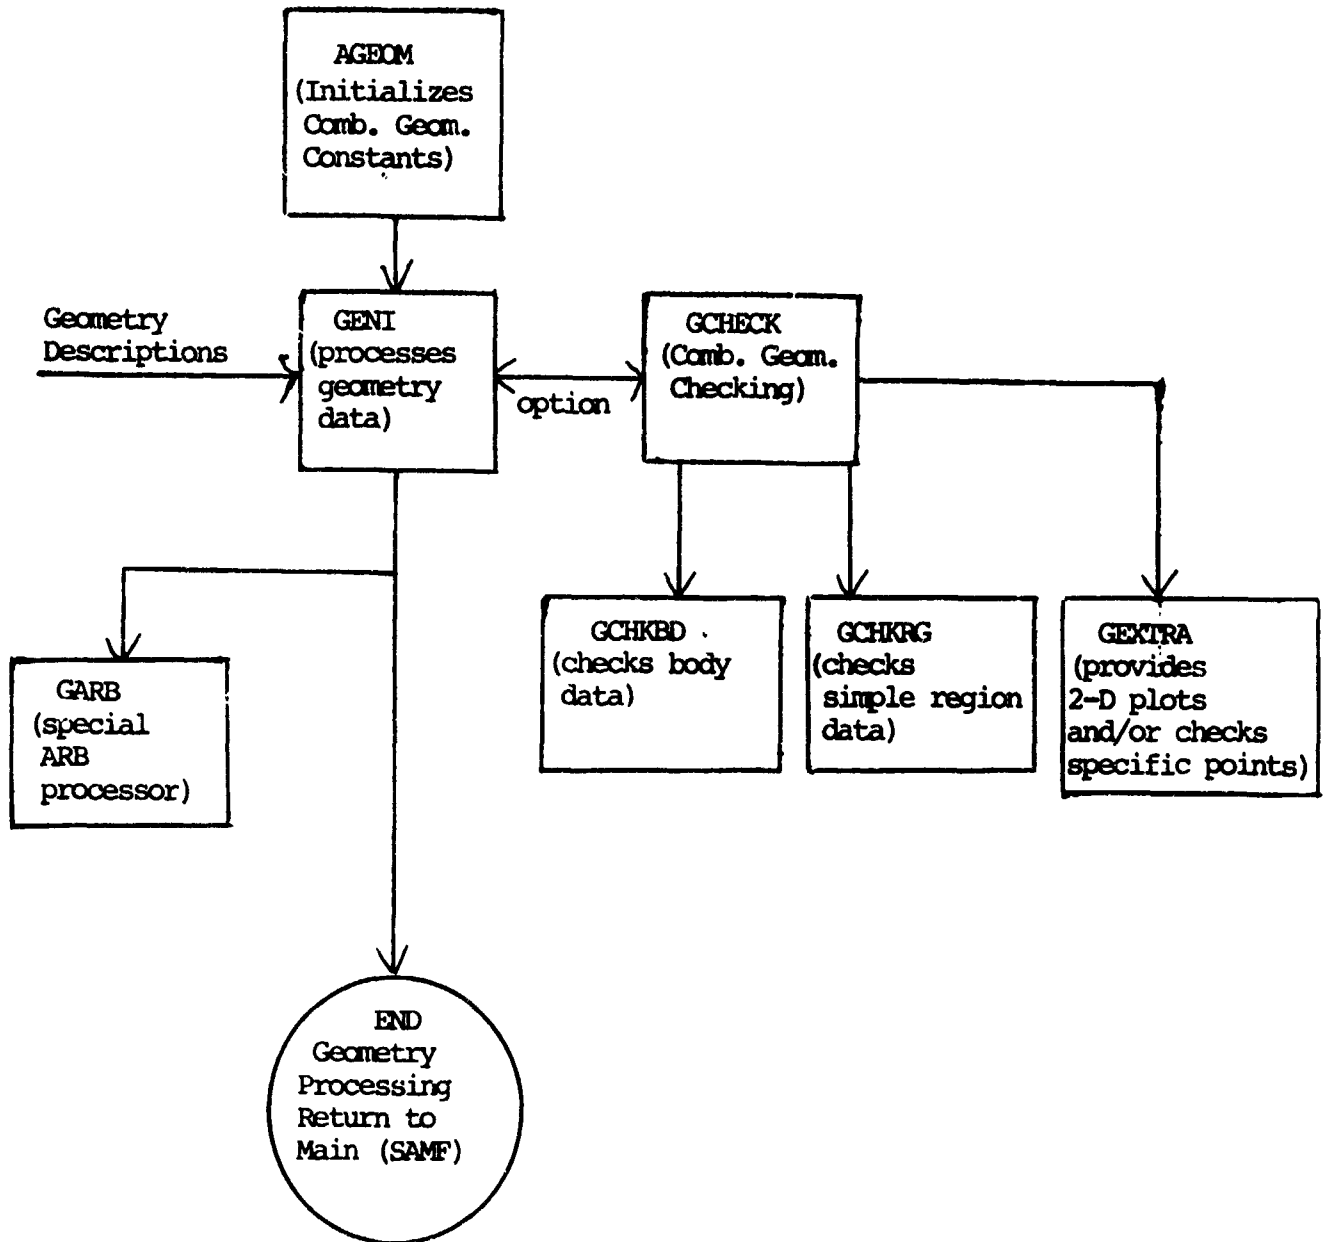 AGEOM
(Initializes
Comb. Geom.
Constants)
Geometry
Descriptions
GENI
(processes
geometry
data)
option
GCHECK
(Comb. Geom.
Checking)
GARB
(special
ARB
processor)
GCHKBD
(checks body
data)
GCHKRG
(checks
simple region
data)
GEXTRA
(provides
2-D plots
and/or checks
specific points)
END
Geometry
Processing
Return to
Main (SAMF)